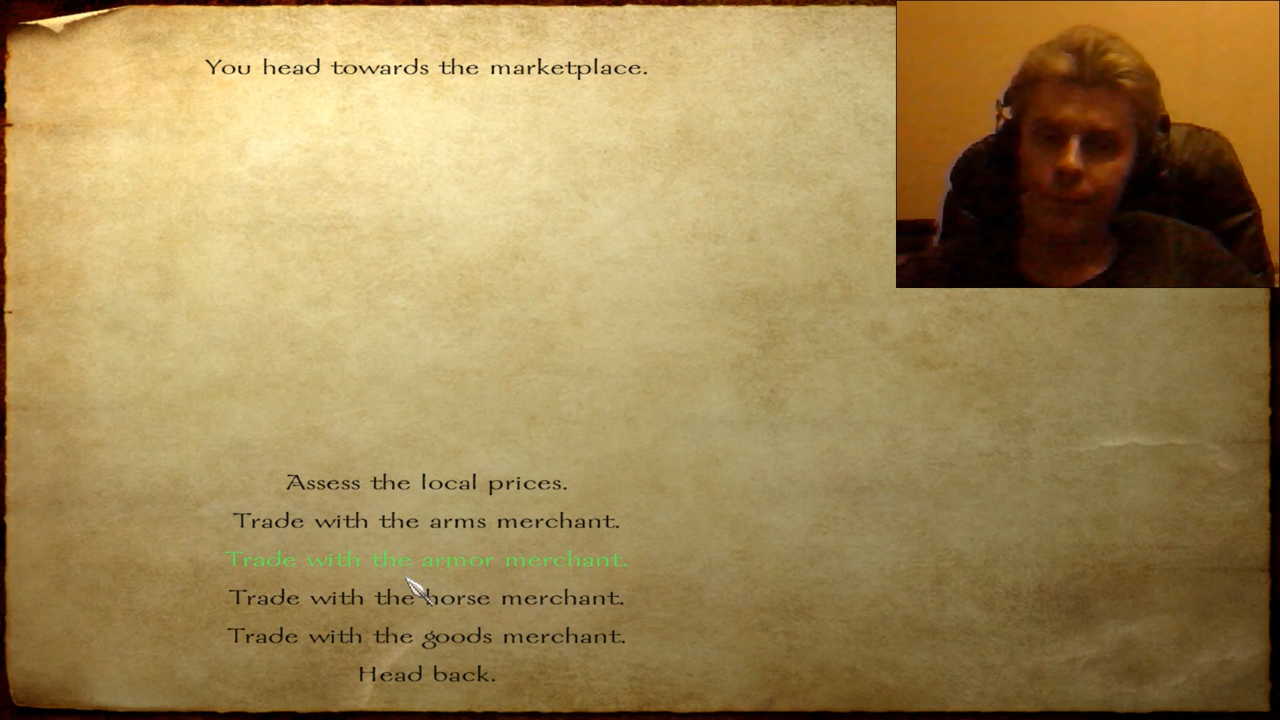 You head towards the marketplace.
Assess the local prices.
Trade with the arms merchant.
Trade with the armor merchant.
Trade with the horse merchant.
Trade with the goods merchant.
Head back.